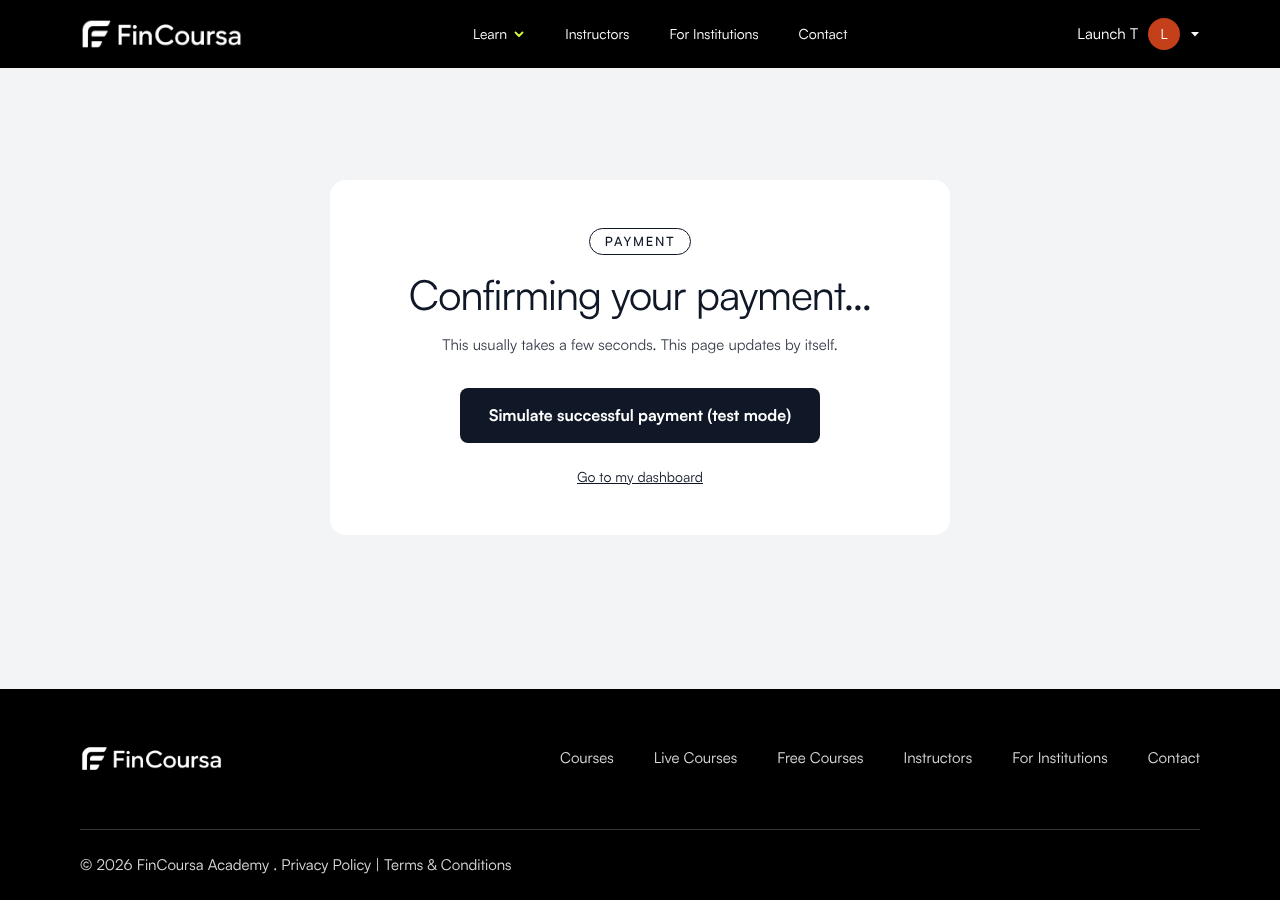 FinCoursa
Learn
Instructors
For Institutions
Contact
Launch T
L
PAYMENT
Confirming your payment...
This usually takes a few seconds. This page updates by itself.
Simulate successful payment (test mode)
Go to my dashboard
FinCoursa
Courses
Live Courses
Free Courses
Instructors
For Institutions
Contact
© 2026 FinCoursa Academy . Privacy Policy | Terms & Conditions